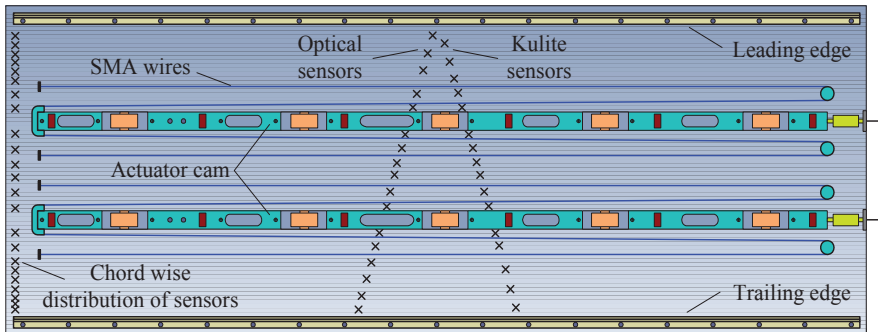 Optical
sensors
Kulite
sensors
Leading edge
SMA wires
Actuator cam
Chord wise
distribution of sensors
Trailing edge